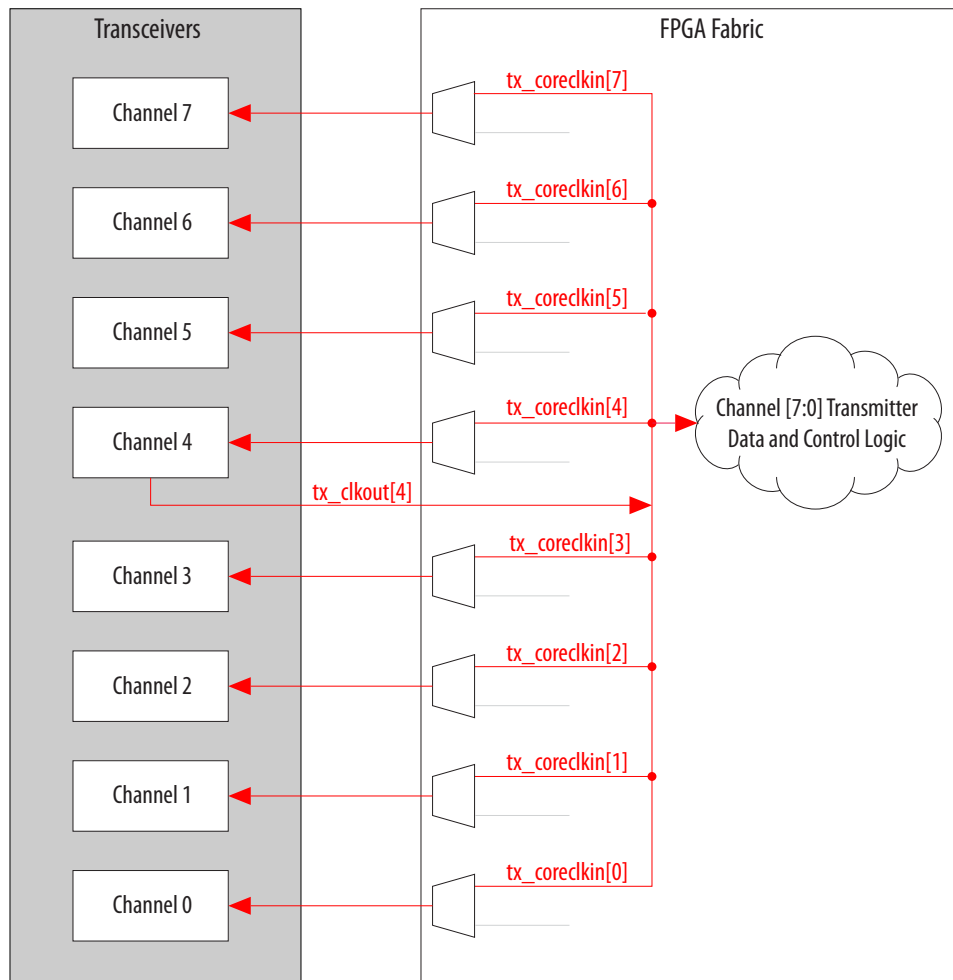 Transceivers
FPGA Fabric
Channel 7
tx_coreclkin[7]
Channel 6
tx_coreclkin[6]
Channel 5
tx_coreclkin[5]
Channel 4
tx_coreclkin[4]
Channel [7:0] Transmitter
Data and Control Logic
tx_clkout[4]
Channel 3
tx_coreclkin[3]
Channel 2
tx_coreclkin[2]
Channel 1
tx_coreclkin[1]
Channel 0
tx_coreclkin[0]